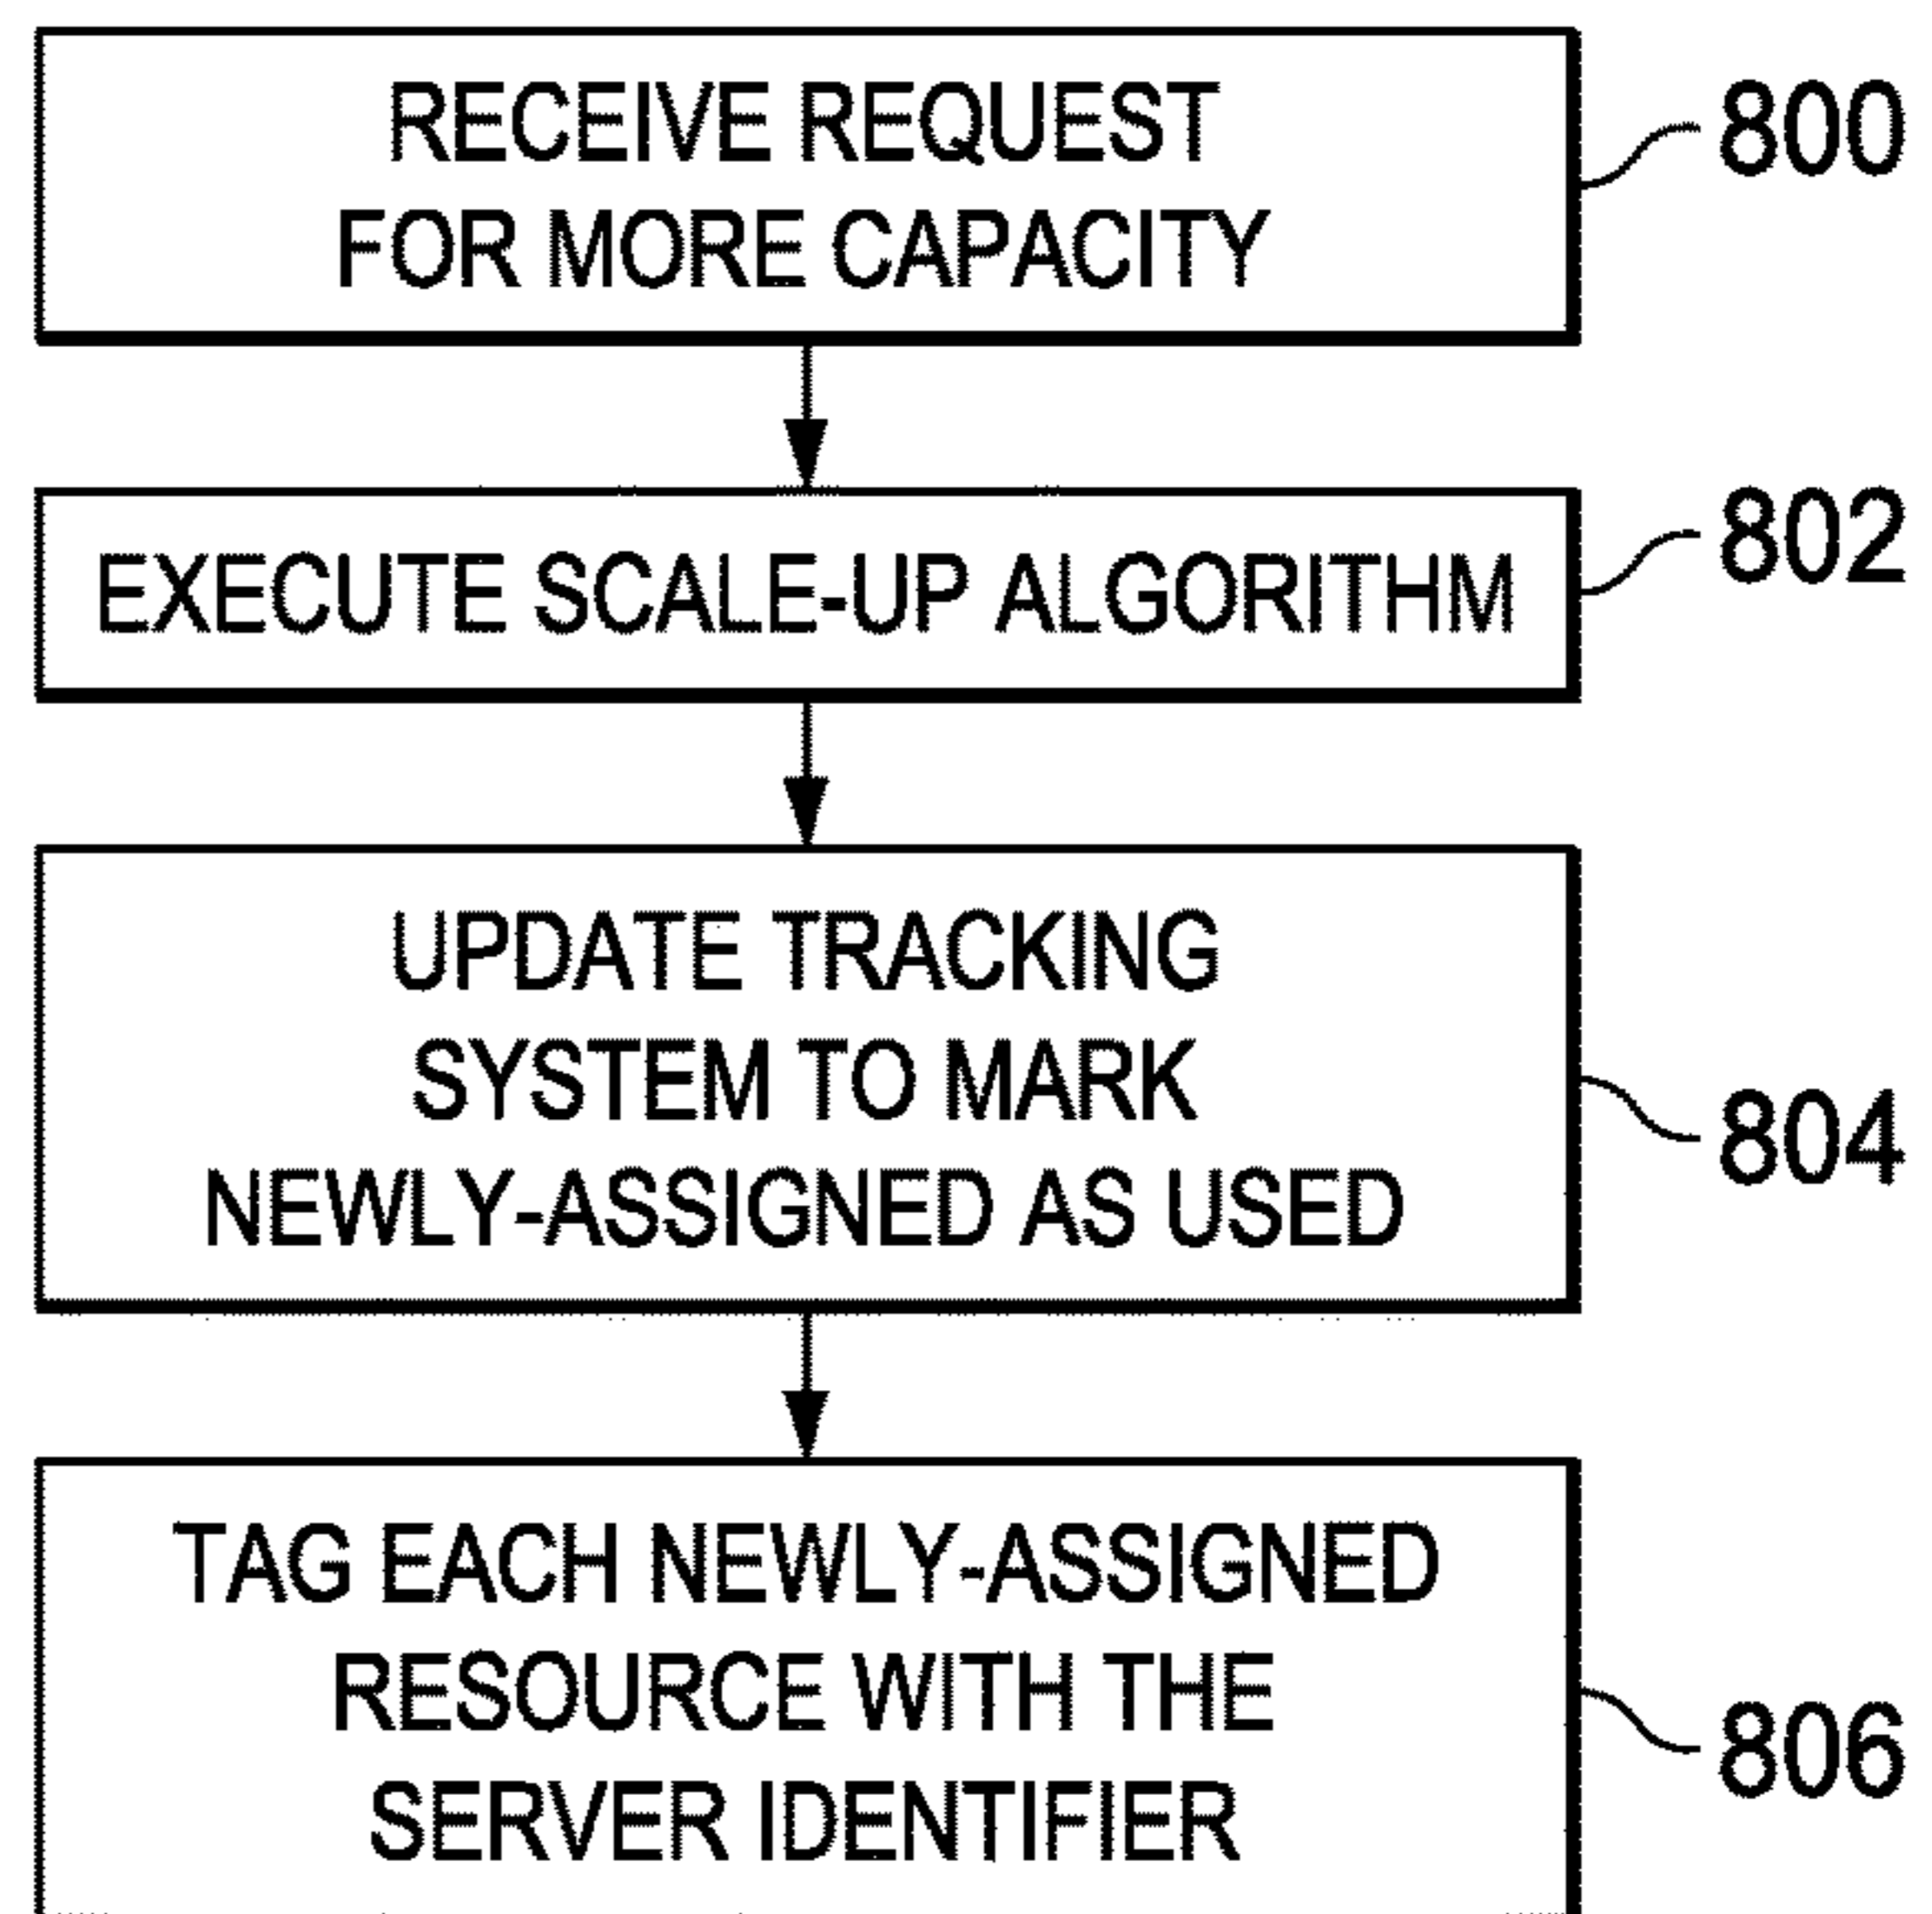 RECEIVE REQUEST
FOR MORE CAPACITY
800
EXECUTE SCALE-UP ALGORITHM
802
UPDATE TRACKING
SYSTEM TO MARK
NEWLY-ASSIGNED AS USED
804
TAG EACH NEWLY-ASSIGNED
RESOURCE WITH THE
SERVER IDENTIFIER
806